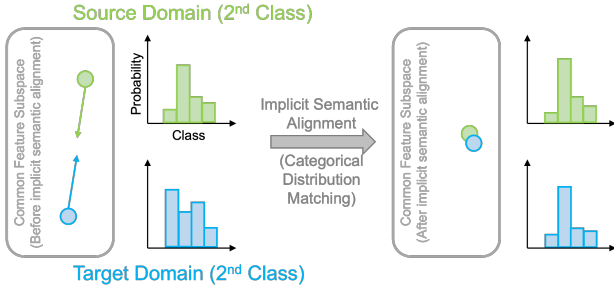 Source Domain (2nd Class)
Common Feature Subspace
(Before implicit semantic alignment)
Probability
Class
Implicit Semantic
Alignment
(Categorical
Distribution
Matching)
Common Feature Subspace
(After implicit semantic alignment)
Target Domain (2nd Class)